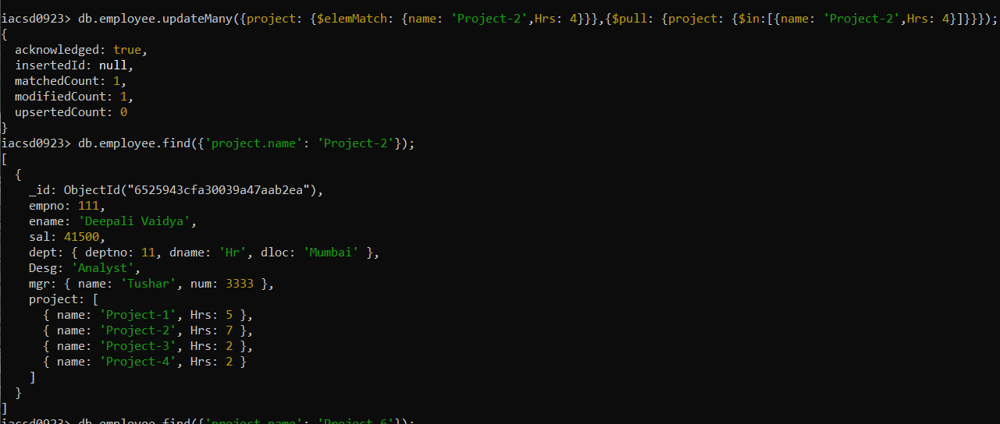 iacsd0923> db.employee.updateMany({project: {$elemMatch: {name: 'Project-2',Hrs: 4}}},{$pull: {project: {$in:[{name: 'Project-2',Hrs: 4}]}}});
{
  acknowledged: true,
  insertedId: null,
  matchedCount: 1,
  modifiedCount: 1,
  upsertedCount: 0
}
iacsd0923> db.employee.find({'project.name': 'Project-2'});
[
  {
    _id: ObjectId("6525943cfa30039a47aab2ea"),
    empno: 111,
    ename: 'Deepali Vaidya',
    sal: 41500,
    dept: { deptno: 11, dname: 'Hr', dloc: 'Mumbai' },
    Desg: 'Analyst',
    mgr: { name: 'Tushar', num: 3333 },
    project: [
      { name: 'Project-1', Hrs: 5 },
      { name: 'Project-2', Hrs: 7 },
      { name: 'Project-3', Hrs: 2 },
      { name: 'Project-4', Hrs: 2 }
    ]
  }
]
iacsd0923> db.employee.find({'project.name': 'Project-6'});